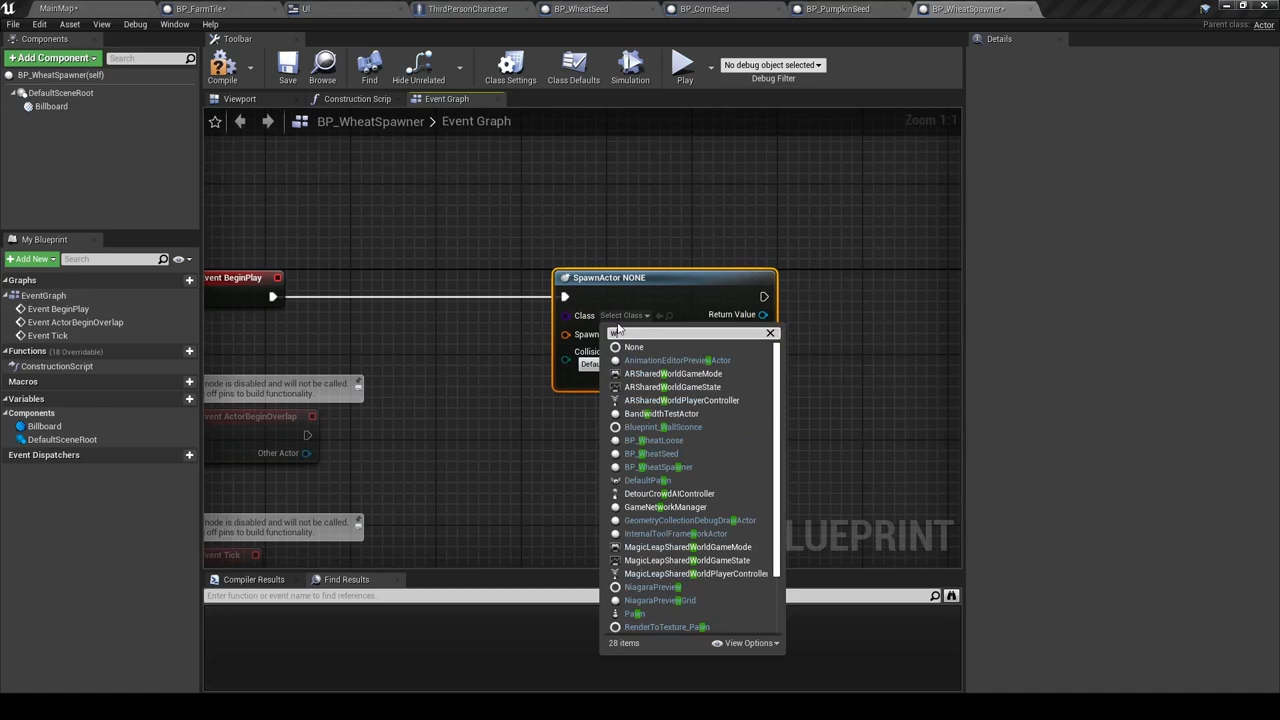 MainMap*
BP_FarmTile*
UI
ThirdPersonCharacter
BP_WheatSeed
BP_CornSeed
BP_PumpkinSeed
BP_WheatSpawner*
File Edit Asset View Debug Window Help
Parent class: Actor
Components
Toolbar
Details
+Add Component
Search
BP_WheatSpawner(self)
DefaultSceneRoot
Billboard
Compile
Save
Browse
Find
Hide Unrelated
Class Settings
Class Defaults
Simulation
Play
No debug object selected
Debug Filter
Viewport
Construction Scrip
Event Graph
BP_WheatSpawner > Event Graph
Zoom 1:1
My Blueprint
+Add New
Search
Graphs
EventGraph
Event BeginPlay
Event ActorBeginOverlap
Event Tick
Functions (18 Overridable)
ConstructionScript
Macros
Variables
Components
Billboard
DefaultSceneRoot
Event Dispatchers
vent BeginPlay
node is disabled and will not be called.
off pins to build functionality.
vent ActorBeginOverlap
Other Actor
node is disabled and will not be called.
off pins to build functionality.
vent Tick
SpawnActor NONE
Class Select Class
Return Value
Spawn
Collisio
Defau
None
AnimationEditorPreviewActor
ARSharedWorldGameMode
ARSharedWorldGameState
ARSharedWorldPlayerController
BandwidthTestActor
Blueprint_WallSconce
BP_WheatLoose
BP_WheatSeed
BP_WheatSpawner
DefaultPawn
DetourCrowdAIController
GameNetworkManager
GeometryCollectionDebugDrawActor
InternalToolFrameworkActor
MagicLeapSharedWorldGameMode
MagicLeapSharedWorldGameState
MagicLeapSharedWorldPlayerController
NiagaraPreview
NiagaraPreviewGrid
Pawn
RenderToTexture_Pawn
28 items
View Options
UEPRINT
Compiler Results
Find Results
Enter function or event name to find references...